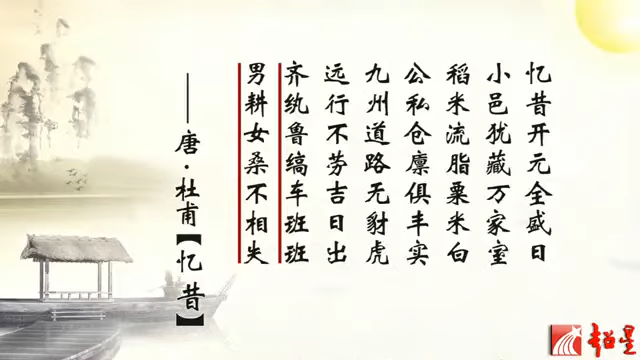 忆昔开元全盛日
小邑犹藏万家室
稻米流脂粟米白
公私仓廪俱丰实
九州道路无豺虎
远行不劳吉日出
齐纨鲁缟车班班
男耕女桑不相失
——唐·杜甫【忆昔】
超星